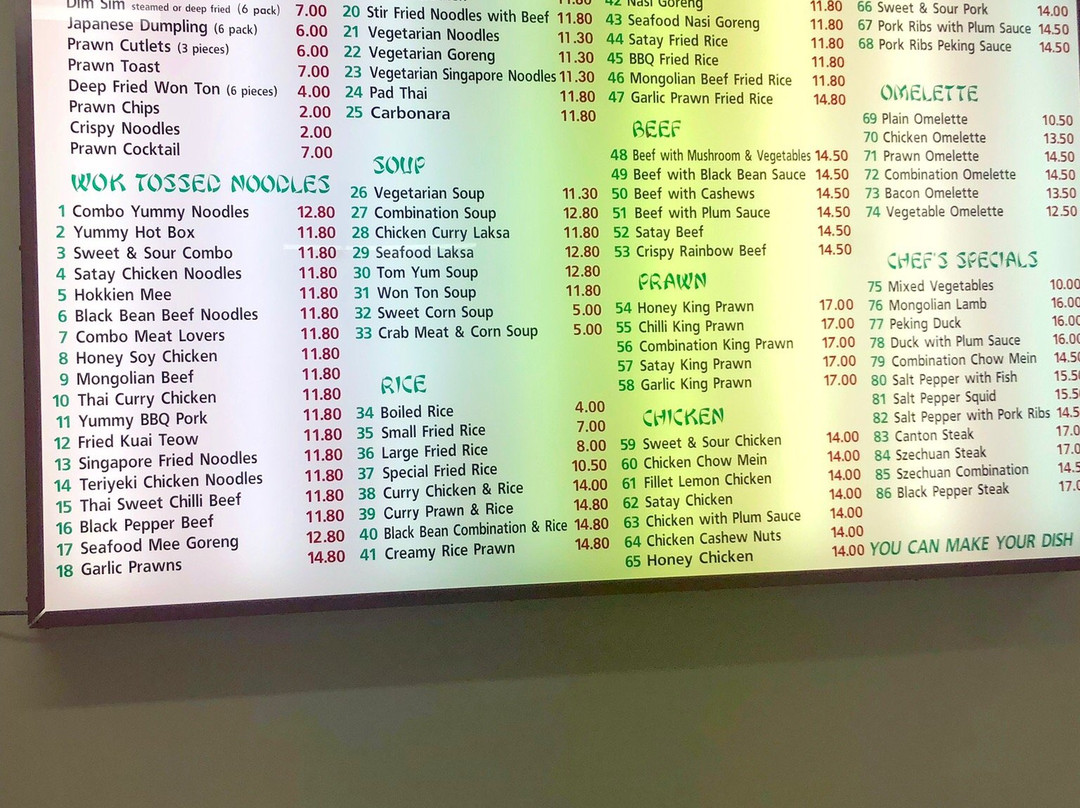 Dim Sim steamed or deep fried (6 pack) 7.00
Japanese Dumpling (6 pack) 6.00
Prawn Cutlets (3 pieces) 6.00
Prawn Toast 7.00
Deep Fried Won Ton (6 pieces) 4.00
Prawn Chips 2.00
Crispy Noodles 2.00
Prawn Cocktail 7.00
WOK TOSSED NOODLES
1 Combo Yummy Noodles 12.80
2 Yummy Hot Box 11.80
3 Sweet & Sour Combo 11.80
4 Satay Chicken Noodles 11.80
5 Hokkien Mee 11.80
6 Black Bean Beef Noodles 11.80
7 Combo Meat Lovers 11.80
8 Honey Soy Chicken 11.80
9 Mongolian Beef 11.80
10 Thai Curry Chicken 11.80
11 Yummy BBQ Pork 11.80
12 Fried Kuai Teow 11.80
13 Singapore Fried Noodles 11.80
14 Teriyeki Chicken Noodles 11.80
15 Thai Sweet Chilli Beef 11.80
16 Black Pepper Beef 11.80
17 Seafood Mee Goreng 12.80
18 Garlic Prawns 14.80
20 Stir Fried Noodles with Beef 11.80
21 Vegetarian Noodles 11.30
22 Vegetarian Goreng 11.30
23 Vegetarian Singapore Noodles 11.30
24 Pad Thai 11.80
25 Carbonara 11.80
SOUP
26 Vegetarian Soup 11.30
27 Combination Soup 12.80
28 Chicken Curry Laksa 11.80
29 Seafood Laksa 12.80
30 Tom Yum Soup 12.80
31 Won Ton Soup 11.80
32 Sweet Corn Soup 5.00
33 Crab Meat & Corn Soup 5.00
RICE
34 Boiled Rice 4.00
35 Small Fried Rice 7.00
36 Large Fried Rice 8.00
37 Special Fried Rice 10.50
38 Curry Chicken & Rice 14.00
39 Curry Prawn & Rice 14.80
40 Black Bean Combination & Rice 14.80
41 Creamy Rice Prawn 14.80
42 Nasi Goreng 11.80
43 Seafood Nasi Goreng 11.80
44 Satay Fried Rice 11.80
45 BBQ Fried Rice 11.80
46 Mongolian Beef Fried Rice 11.80
47 Garlic Prawn Fried Rice 14.80
BEEF
48 Beef with Mushroom & Vegetables 14.50
49 Beef with Black Bean Sauce 14.50
50 Beef with Cashews 14.50
51 Beef with Plum Sauce 14.50
52 Satay Beef 14.50
53 Crispy Rainbow Beef 14.50
PRAWN
54 Honey King Prawn 17.00
55 Chilli King Prawn 17.00
56 Combination King Prawn 17.00
57 Satay King Prawn 17.00
58 Garlic King Prawn 17.00
CHICKEN
59 Sweet & Sour Chicken 14.00
60 Chicken Chow Mein 14.00
61 Fillet Lemon Chicken 14.00
62 Satay Chicken 14.00
63 Chicken with Plum Sauce 14.00
64 Chicken Cashew Nuts 14.00
65 Honey Chicken 14.00
66 Sweet & Sour Pork 14.00
67 Pork Ribs with Plum Sauce 14.50
68 Pork Ribs Peking Sauce 14.50
OMELETTE
69 Plain Omelette 10.50
70 Chicken Omelette 13.50
71 Prawn Omelette 14.50
72 Combination Omelette 14.50
73 Bacon Omelette 13.50
74 Vegetable Omelette 12.50
CHEF'S SPECIALS
75 Mixed Vegetables 10.00
76 Mongolian Lamb 16.00
77 Peking Duck 16.00
78 Duck with Plum Sauce 16.00
79 Combination Chow Mein 14.50
80 Salt Pepper with Fish 15.5
81 Salt Pepper Squid 15.5
82 Salt Pepper with Pork Ribs 14.5
83 Canton Steak 17.0
84 Szechuan Steak 17.0
85 Szechuan Combination 14.5
86 Black Pepper Steak 17.0
YOU CAN MAKE YOUR DISH